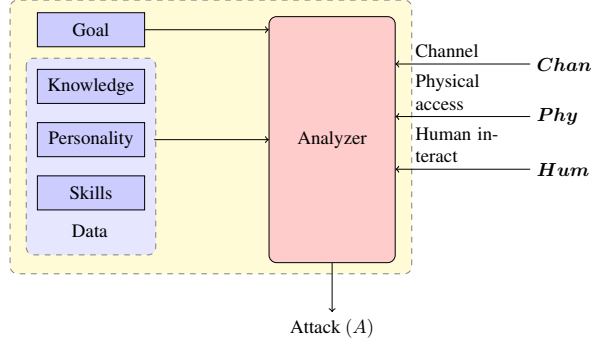 Goal
Knowledge
Personality
Skills
Data
Analyzer
Channel
Chan
Physical
access
Phy
Human in-
teract
Hum
Attack (A)